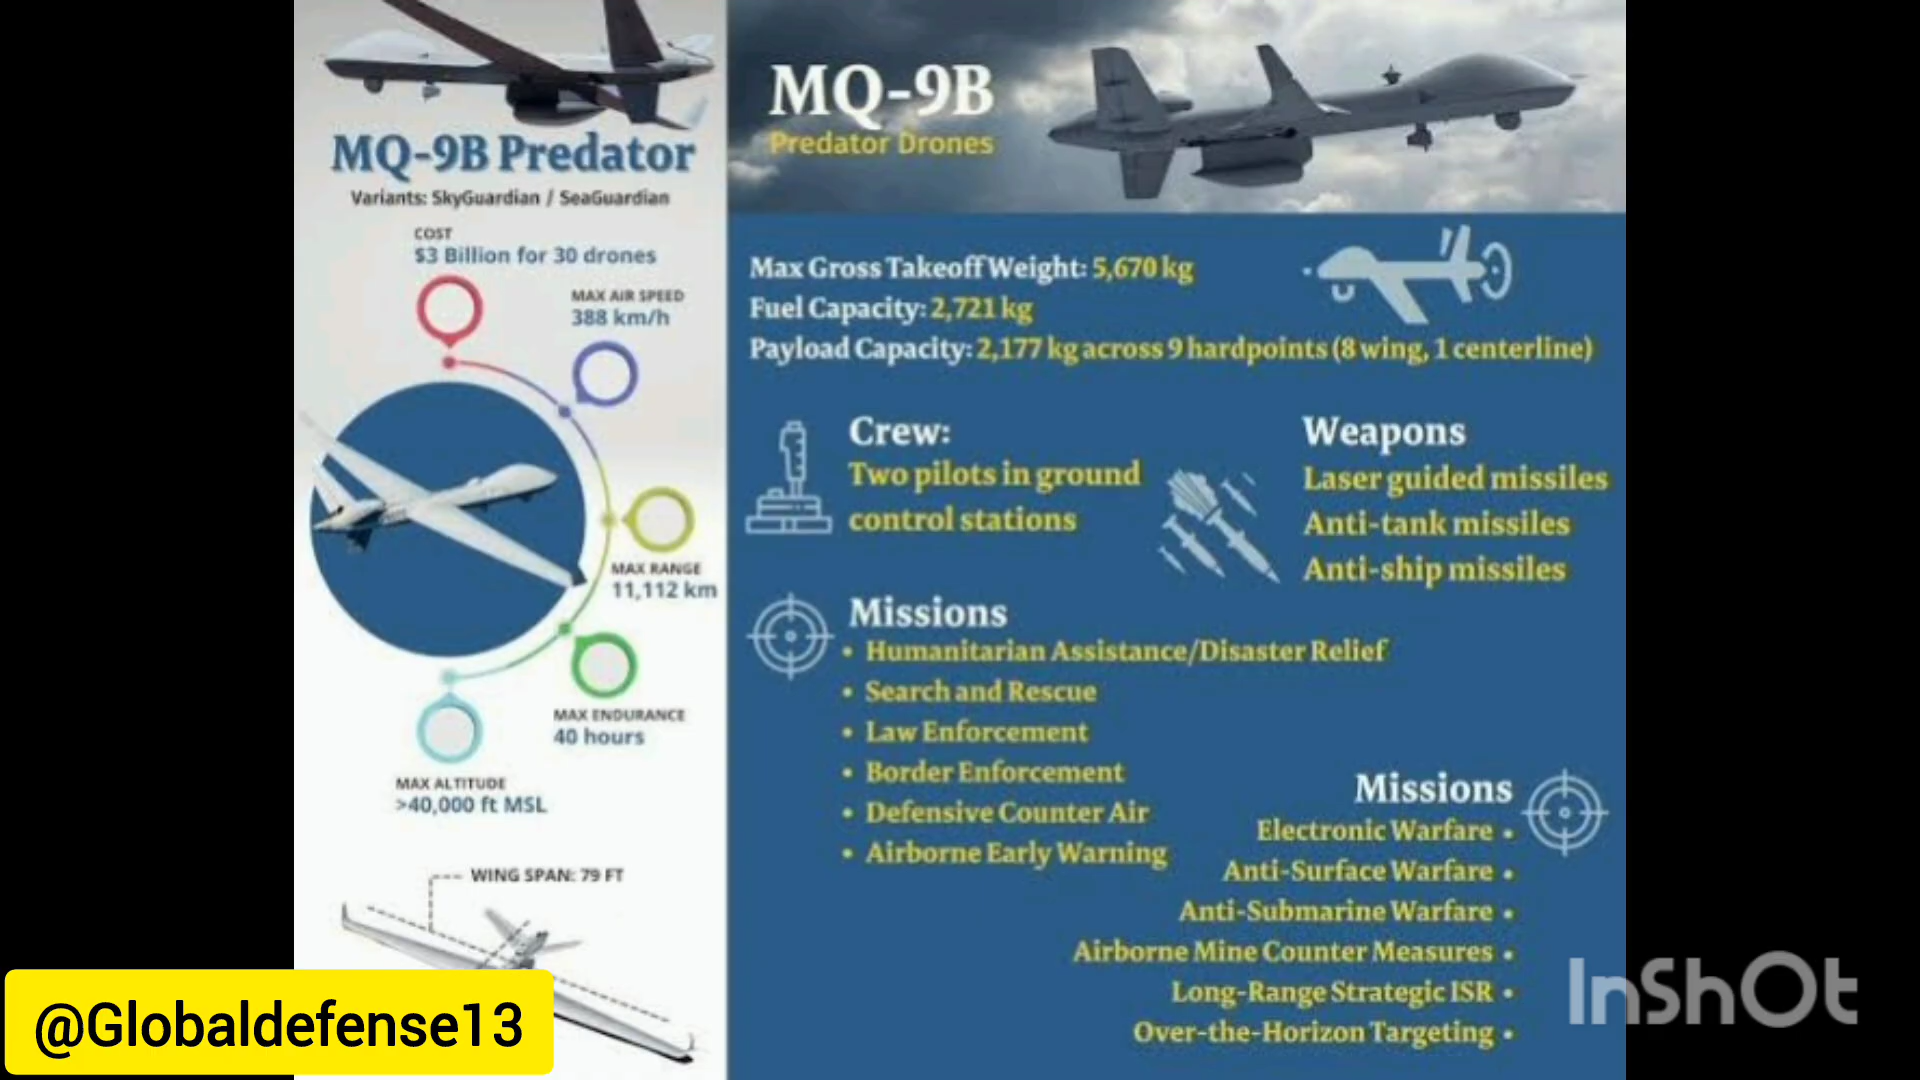 MQ-9B Predator
Variants: SkyGuardian / SeaGuardian
COST
$3 Billion for 30 drones
MAX AIR SPEED
388 km/h
MAX RANGE
11,112 km
MAX ENDURANCE
40 hours
MAX ALTITUDE
>40,000 ft MSL
WING SPAN: 79 FT
@Globaldefense13
MQ-9B
Predator Drones
Max Gross Takeoff Weight: 5,670 kg
Fuel Capacity: 2,721 kg
Payload Capacity: 2,177 kg across 9 hardpoints (8 wing, 1 centerline)
Crew:
Two pilots in ground
control stations
Weapons
Laser guided missiles
Anti-tank missiles
Anti-ship missiles
Missions
• Humanitarian Assistance/Disaster Relief
• Search and Rescue
• Law Enforcement
• Border Enforcement
• Defensive Counter Air
• Airborne Early Warning
Missions
Electronic Warfare •
Anti-Surface Warfare •
Anti-Submarine Warfare •
Airborne Mine Counter Measures •
Long-Range Strategic ISR •
Over-the-Horizon Targeting •
InShOt